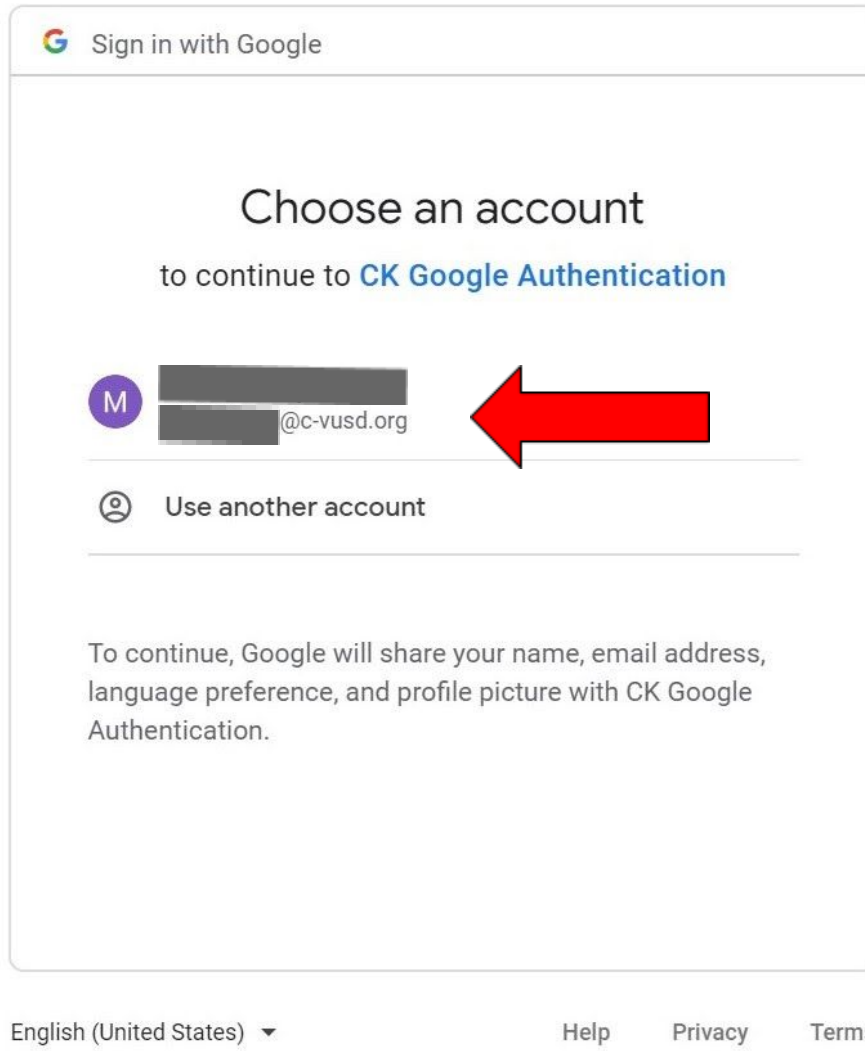 Sign in with Google
Choose an account
to continue to CK Google Authentication
M
@c-vusd.org
Use another account
To continue, Google will share your name, email address,
language preference, and profile picture with CK Google
Authentication.
English (United States) Help Privacy Term